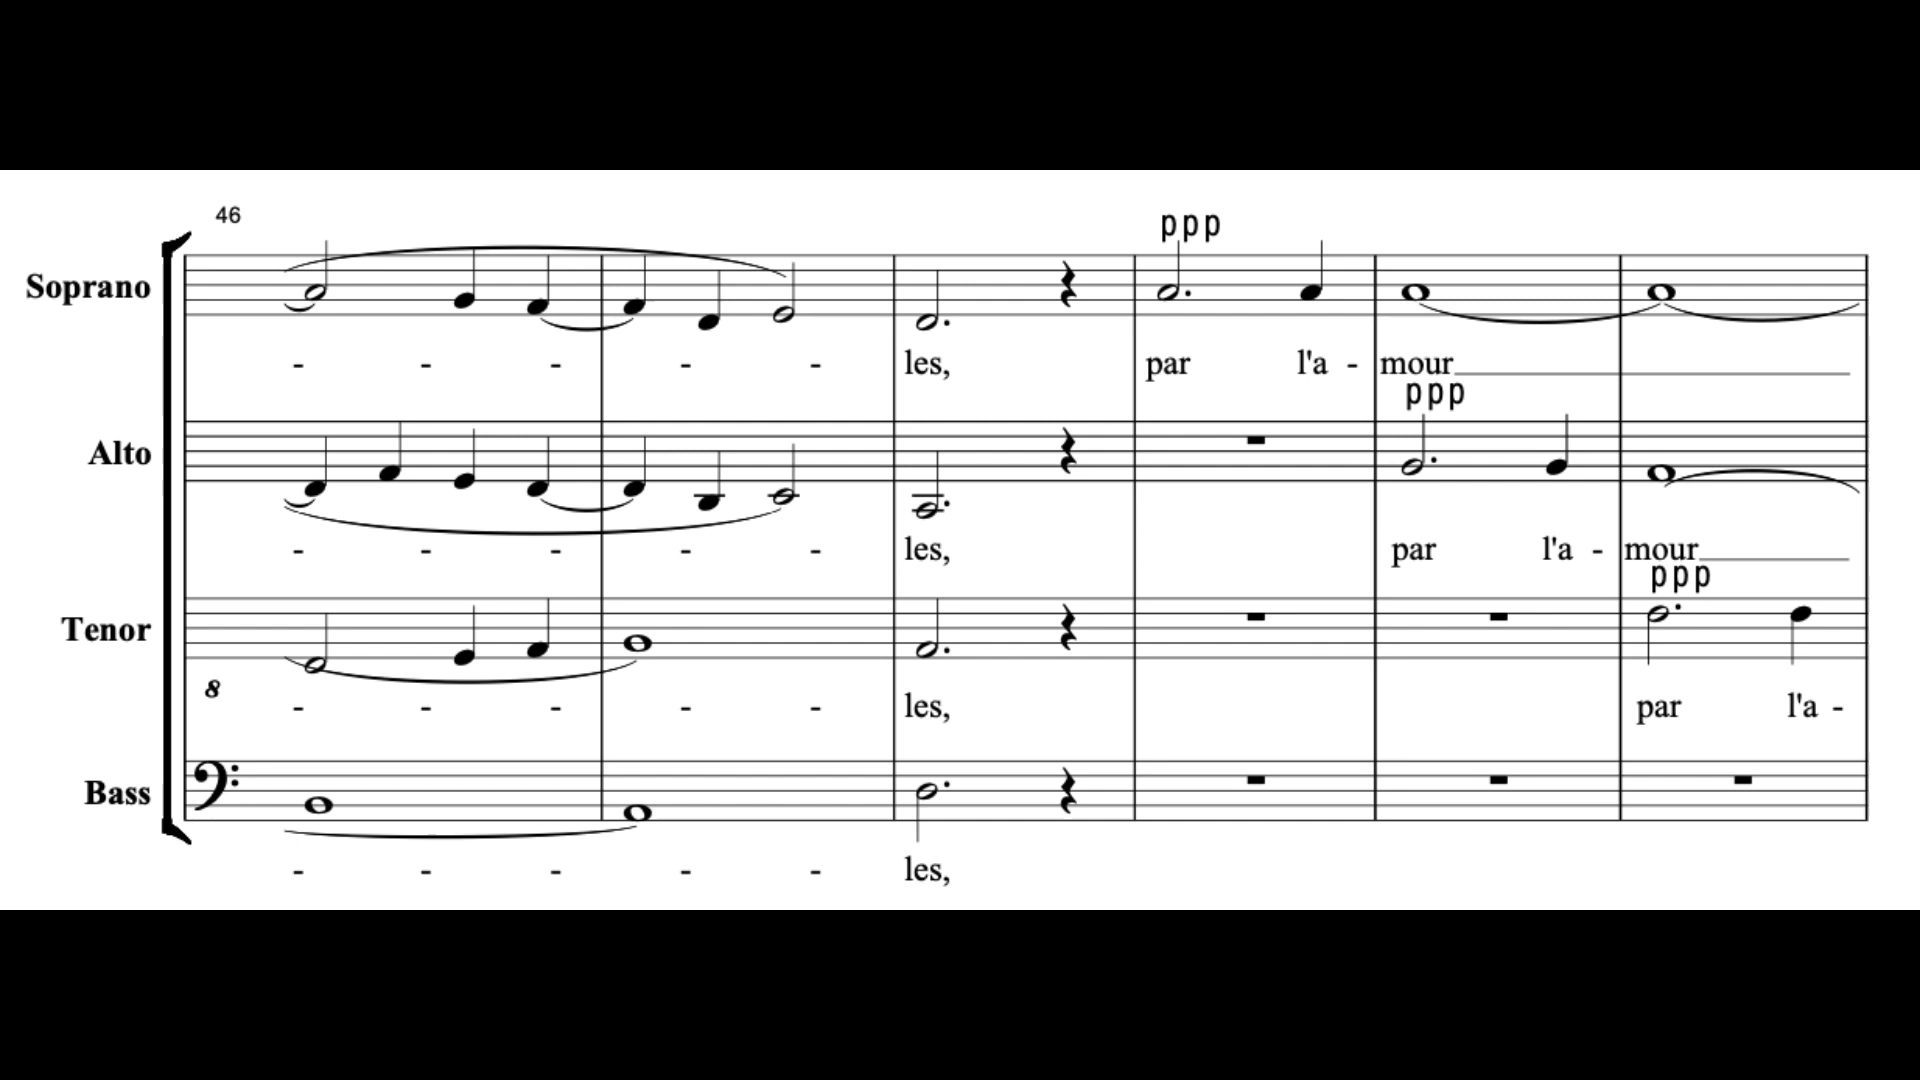 46
ppp
Soprano
- - - - - les, par l'a - mour
ppp
Alto
- - - - - les, par l'a - mour
ppp
Tenor
8
- - - - - les, par l'a -
Bass
- - - - - les,